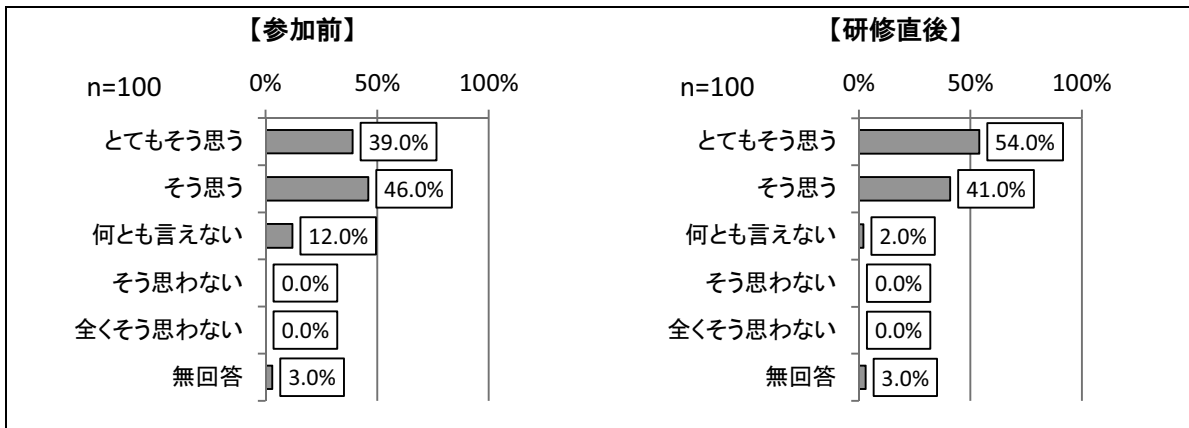 【参加前】
n=100
0% 50% 100%
とてもそう思う 39.0%
そう思う 46.0%
何とも言えない 12.0%
そう思わない 0.0%
全くそう思わない 0.0%
無回答 3.0%
【研修直後】
n=100
0% 50% 100%
とてもそう思う 54.0%
そう思う 41.0%
何とも言えない 2.0%
そう思わない 0.0%
全くそう思わない 0.0%
無回答 3.0%